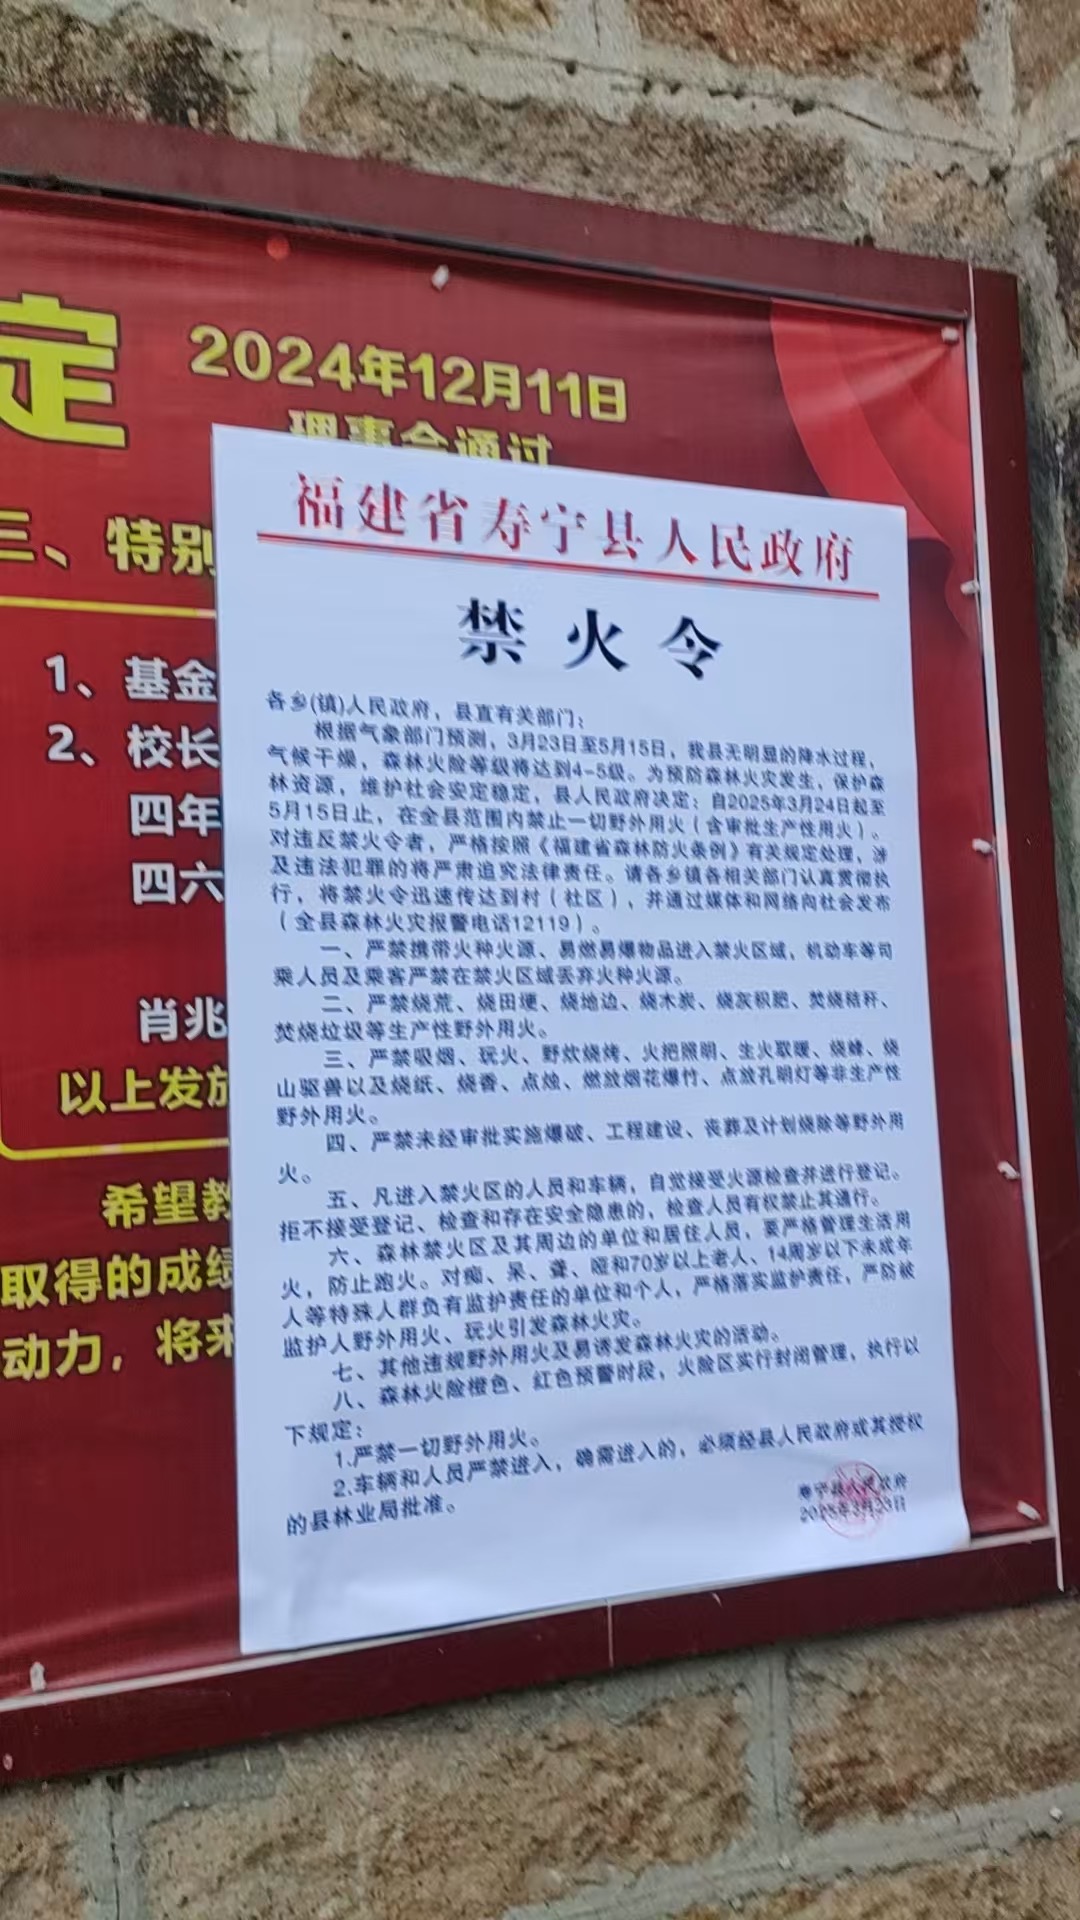 定
2024年12月11日
理事会通过
三、特别
1、基金
2、校长
四年
四六
肖兆
以上发放
希望教
取得的成绩
动力，将来
福建省寿宁县人民政府
禁火令
各乡(镇)人民政府，县直有关部门：
根据气象部门预测，3月23日至5月15日，我县无明显的降水过程，
气候干燥，森林火险等级将达到4-5级。为预防森林火灾发生，保护森
林资源，维护社会安定稳定，县人民政府决定：自2025年3月24日起至
5月15日止，在全县范围内禁止一切野外用火（含审批生产性用火）。
对违反禁火令者，严格按照《福建省森林防火条例》有关规定处理，涉
及违法犯罪的将严肃追究法律责任。请各乡镇各相关部门认真贯彻执
行，将禁火令迅速传达到村（社区），并通过媒体和网络向社会发布
（全县森林火灾报警电话12119）。
一、严禁携带火种火源、易燃易爆物品进入禁火区域，机动车等司
乘人员及乘客严禁在禁火区域丢弃火种火源。
二、严禁烧荒、烧田埂、烧地边、烧木炭、烧灰积肥、焚烧秸秆、
焚烧垃圾等生产性野外用火。
三、严禁吸烟、玩火、野炊烧烤、火把照明、生火取暖、烧蜂、烧
山驱兽以及烧纸、烧香、点烛、燃放烟花爆竹、点放孔明灯等非生产性
野外用火。
四、严禁未经审批实施爆破、工程建设、丧葬及计划烧除等野外用
火。
五、凡进入禁火区的人员和车辆，自觉接受火源检查并进行登记。
拒不接受登记、检查和存在安全隐患的，检查人员有权禁止其通行。
六、森林禁火区及其周边的单位和居住人员，要严格管理生活用
火，防止跑火。对痴、呆、聋、哑和70岁以上老人、14周岁以下未成年
人等特殊人群负有监护责任的单位和个人，严格落实监护责任，严防被
监护人野外用火、玩火引发森林火灾。
七、其他违规野外用火及易诱发森林火灾的活动。
八、森林火险橙色、红色预警时段，火险区实行封闭管理，执行以
下规定：
1.严禁一切野外用火。
2.车辆和人员严禁进入，确需进入的，必须经县人民政府或其授权
的县林业局批准。
寿宁县人民政府
2025年3月23日